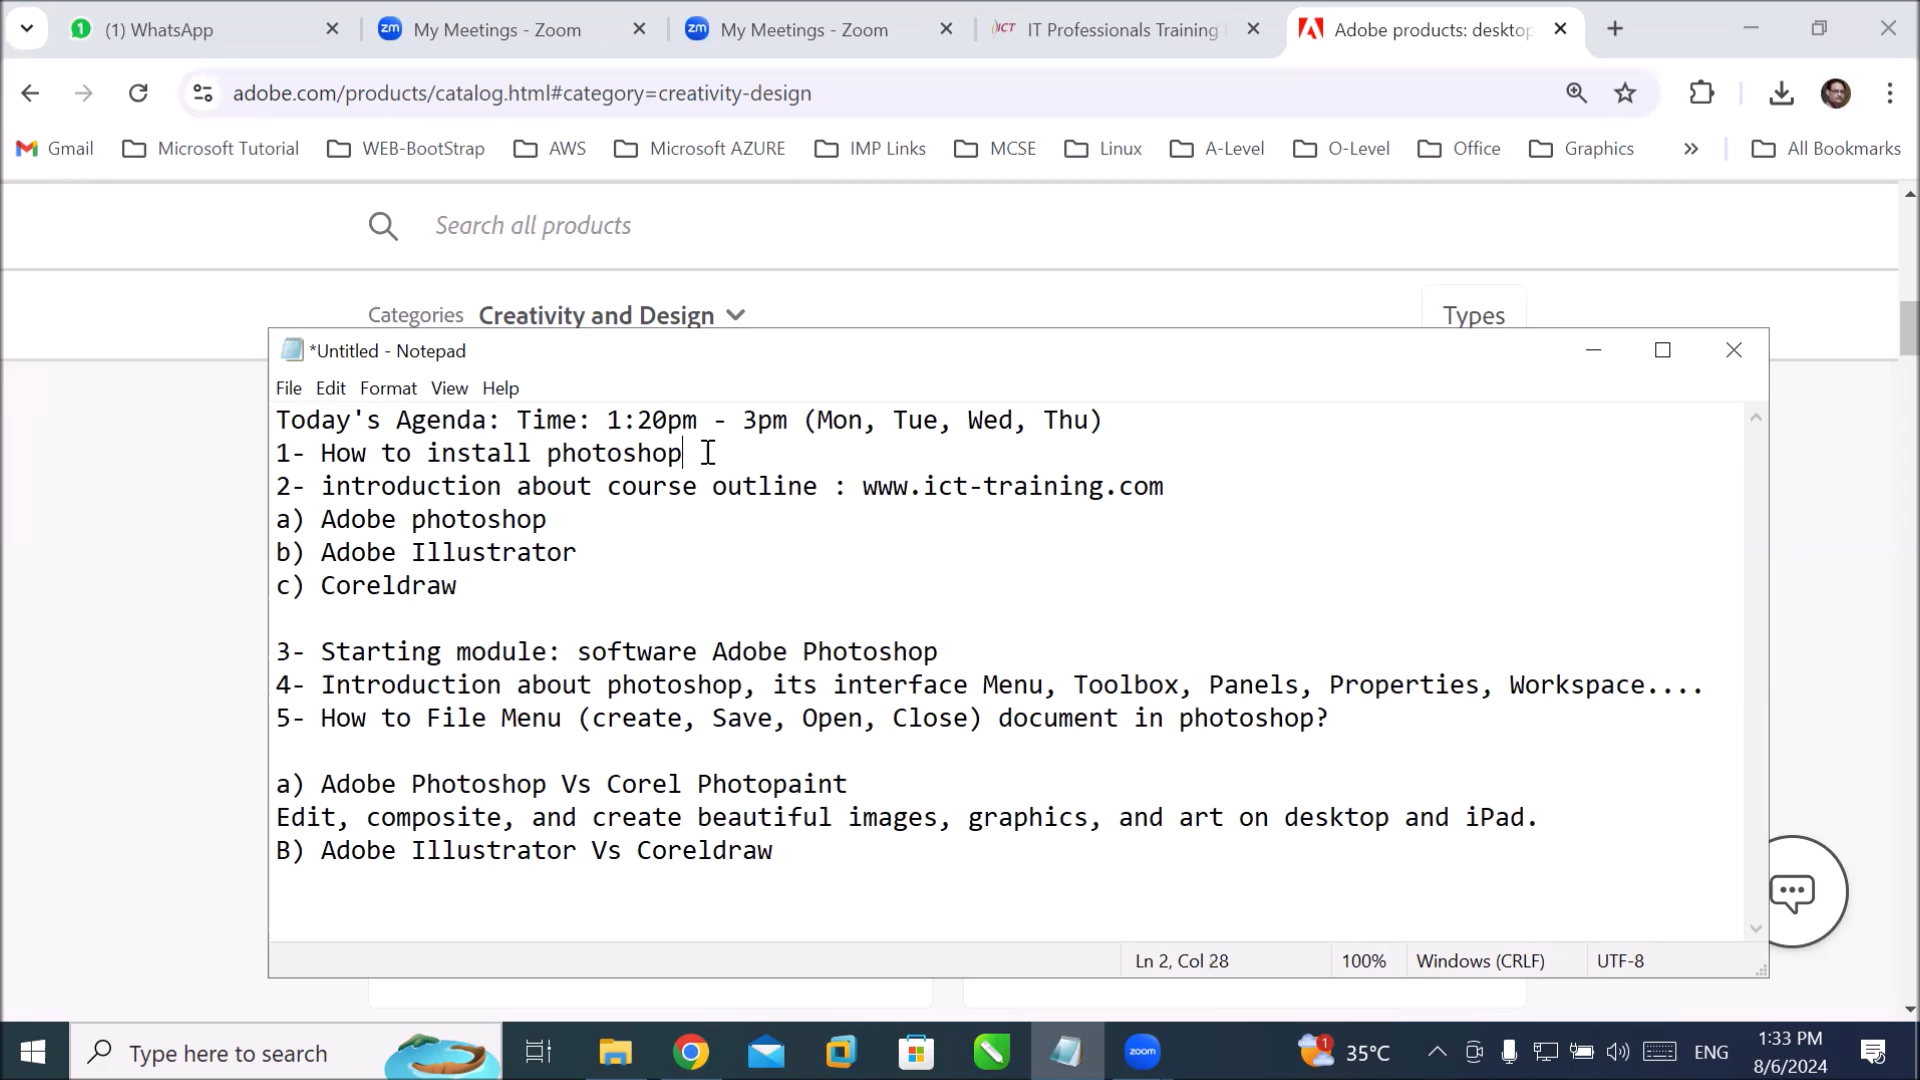 (1) WhatsApp
My Meetings - Zoom
My Meetings - Zoom
IT Professionals Training
Adobe products: desktop
adobe.com/products/catalog.html#category=creativity-design
Gmail
Microsoft Tutorial
WEB-BootStrap
AWS
Microsoft AZURE
IMP Links
MCSE
Linux
A-Level
O-Level
Office
Graphics
All Bookmarks
Search all products
Categories Creativity and Design
Types
*Untitled - Notepad
File Edit Format View Help
Today's Agenda: Time: 1:20pm - 3pm (Mon, Tue, Wed, Thu)
1- How to install photoshop
2- introduction about course outline : www.ict-training.com
a) Adobe photoshop
b) Adobe Illustrator
c) Coreldraw
3- Starting module: software Adobe Photoshop
4- Introduction about photoshop, its interface Menu, Toolbox, Panels, Properties, Workspace....
5- How to File Menu (create, Save, Open, Close) document in photoshop?
a) Adobe Photoshop Vs Corel Photopaint
Edit, composite, and create beautiful images, graphics, and art on desktop and iPad.
B) Adobe Illustrator Vs Coreldraw
Ln 2, Col 28
100%
Windows (CRLF)
UTF-8
Type here to search
zoom
1
35°C
ENG
1:33 PM
8/6/2024